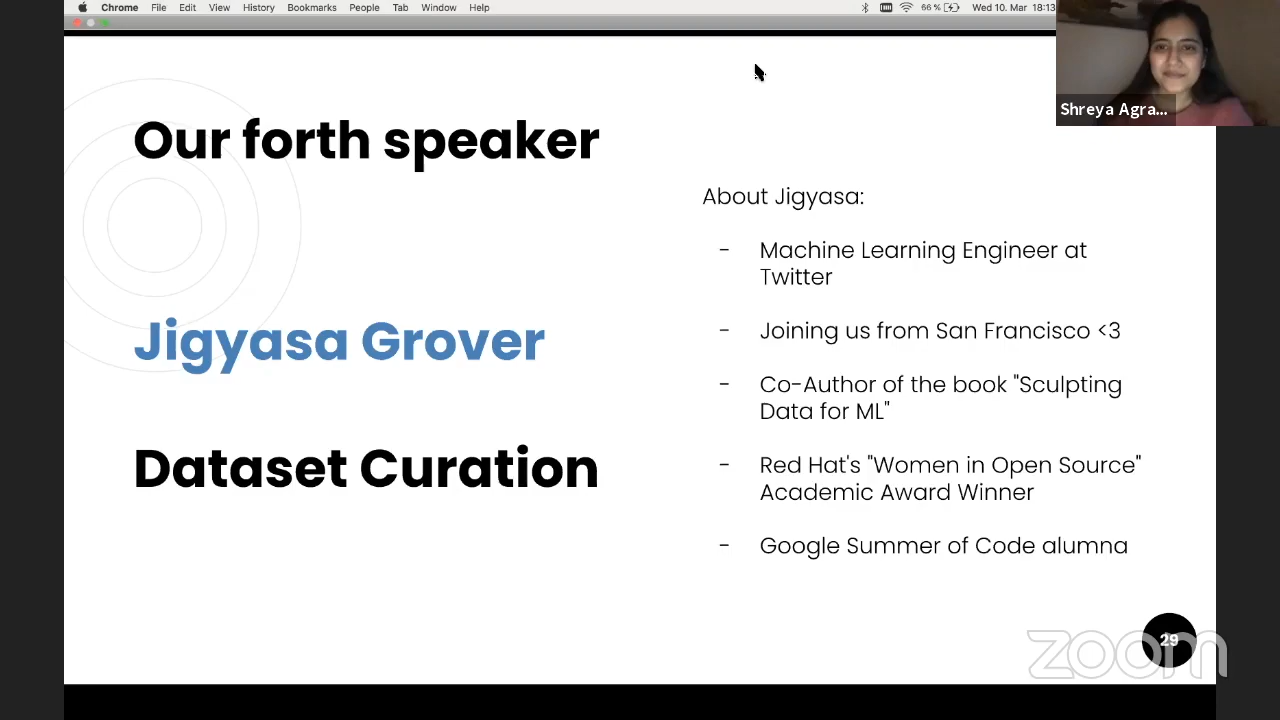 Chrome File Edit View History Bookmarks People Tab Window Help
66 % Wed 10. Mar 18:13
Shreya Agra...
Our forth speaker
Jigyasa Grover
Dataset Curation
About Jigyasa:
- Machine Learning Engineer at
Twitter
- Joining us from San Francisco <3
- Co-Author of the book "Sculpting
Data for ML"
- Red Hat's "Women in Open Source"
Academic Award Winner
- Google Summer of Code alumna
29
zoom